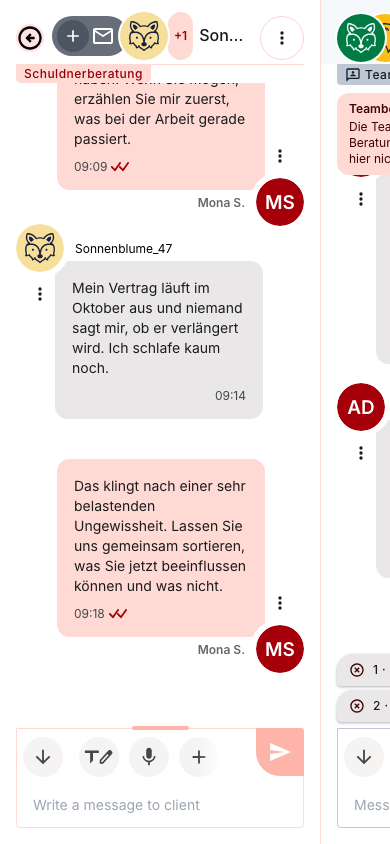 +1
Son...
Schuldnerberatung
erzählen Sie mir zuerst,
was bei der Arbeit gerade
passiert.
09:09
Mona S.
MS
Sonnenblume_47
Mein Vertrag läuft im
Oktober aus und niemand
sagt mir, ob er verlängert
wird. Ich schlafe kaum
noch.
09:14
Das klingt nach einer sehr
belastenden
Ungewissheit. Lassen Sie
uns gemeinsam sortieren,
was Sie jetzt beeinflussen
können und was nicht.
09:18
Mona S.
MS
Write a message to client
Team
Teambe
Die Tea
Beratur
hier nic
AD
1 ·
2 ·
Mess